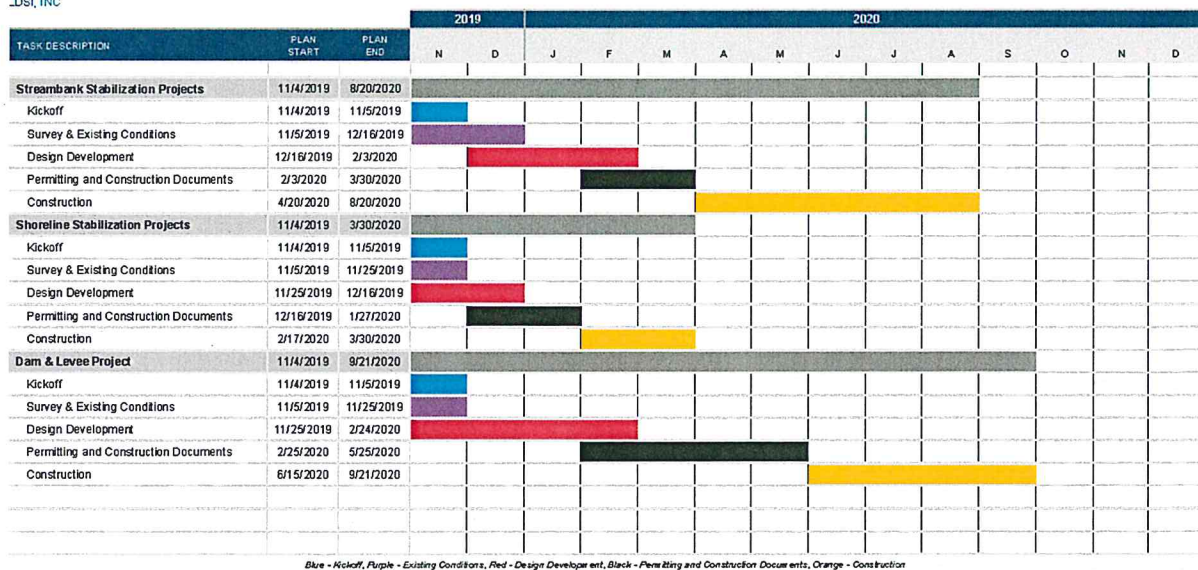 LDSI, INC
2019 2020
TASK DESCRIPTION PLAN START PLAN END N D J F M A M J J A S O N D
Streambank Stabilization Projects 11/4/2019 8/20/2020
Kickoff 11/4/2019 11/5/2019
Survey & Existing Conditions 11/5/2019 12/16/2019
Design Development 12/16/2019 2/3/2020
Permitting and Construction Documents 2/3/2020 3/30/2020
Construction 4/20/2020 8/20/2020
Shoreline Stabilization Projects 11/4/2019 3/30/2020
Kickoff 11/4/2019 11/5/2019
Survey & Existing Conditions 11/5/2019 11/25/2019
Design Development 11/25/2019 12/16/2019
Permitting and Construction Documents 12/16/2019 1/27/2020
Construction 2/17/2020 3/30/2020
Dam & Levee Project 11/4/2019 9/21/2020
Kickoff 11/4/2019 11/5/2019
Survey & Existing Conditions 11/5/2019 11/25/2019
Design Development 11/25/2019 2/24/2020
Permitting and Construction Documents 2/25/2020 5/25/2020
Construction 6/15/2020 9/21/2020
Blue - Kickoff, Purple - Existing Conditions, Red - Design Development, Black - Permitting and Construction Documents, Orange - Construction